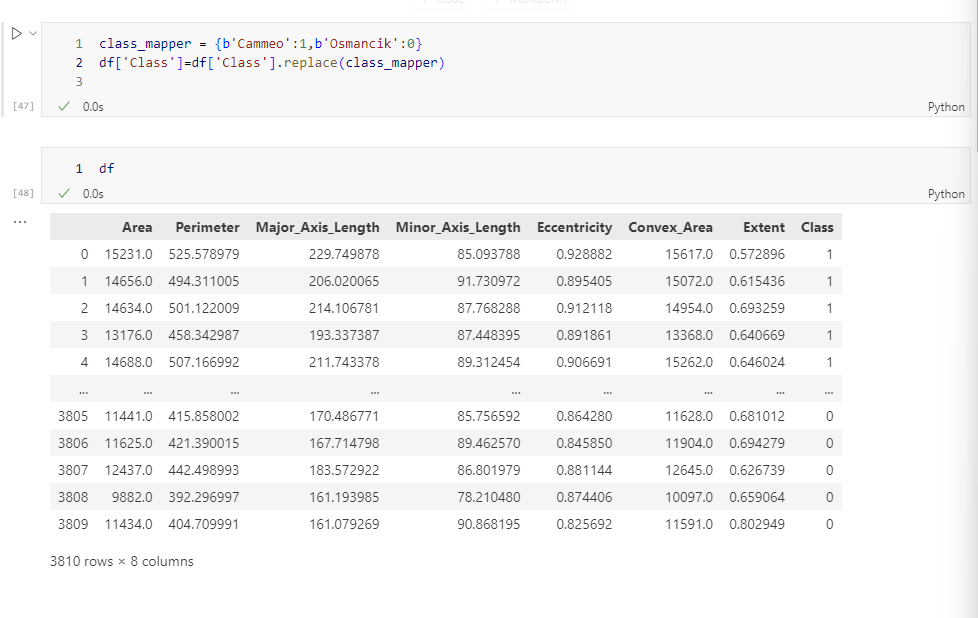 Code Markdown
1 class_mapper = {b'Cammeo':1,b'Osmancik':0}
2 df['Class']=df['Class'].replace(class_mapper)
3
[47] 0.0s Python
1 df
[48] 0.0s Python
...
Area Perimeter Major_Axis_Length Minor_Axis_Length Eccentricity Convex_Area Extent Class
0 15231.0 525.578979 229.749878 85.093788 0.928882 15617.0 0.572896 1
1 14656.0 494.311005 206.020065 91.730972 0.895405 15072.0 0.615436 1
2 14634.0 501.122009 214.106781 87.768288 0.912118 14954.0 0.693259 1
3 13176.0 458.342987 193.337387 87.448395 0.891861 13368.0 0.640669 1
4 14688.0 507.166992 211.743378 89.312454 0.906691 15262.0 0.646024 1
... ... ... ... ... ... ... ... ...
3805 11441.0 415.858002 170.486771 85.756592 0.864280 11628.0 0.681012 0
3806 11625.0 421.390015 167.714798 89.462570 0.845850 11904.0 0.694279 0
3807 12437.0 442.498993 183.572922 86.801979 0.881144 12645.0 0.626739 0
3808 9882.0 392.296997 161.193985 78.210480 0.874406 10097.0 0.659064 0
3809 11434.0 404.709991 161.079269 90.868195 0.825692 11591.0 0.802949 0
3810 rows × 8 columns